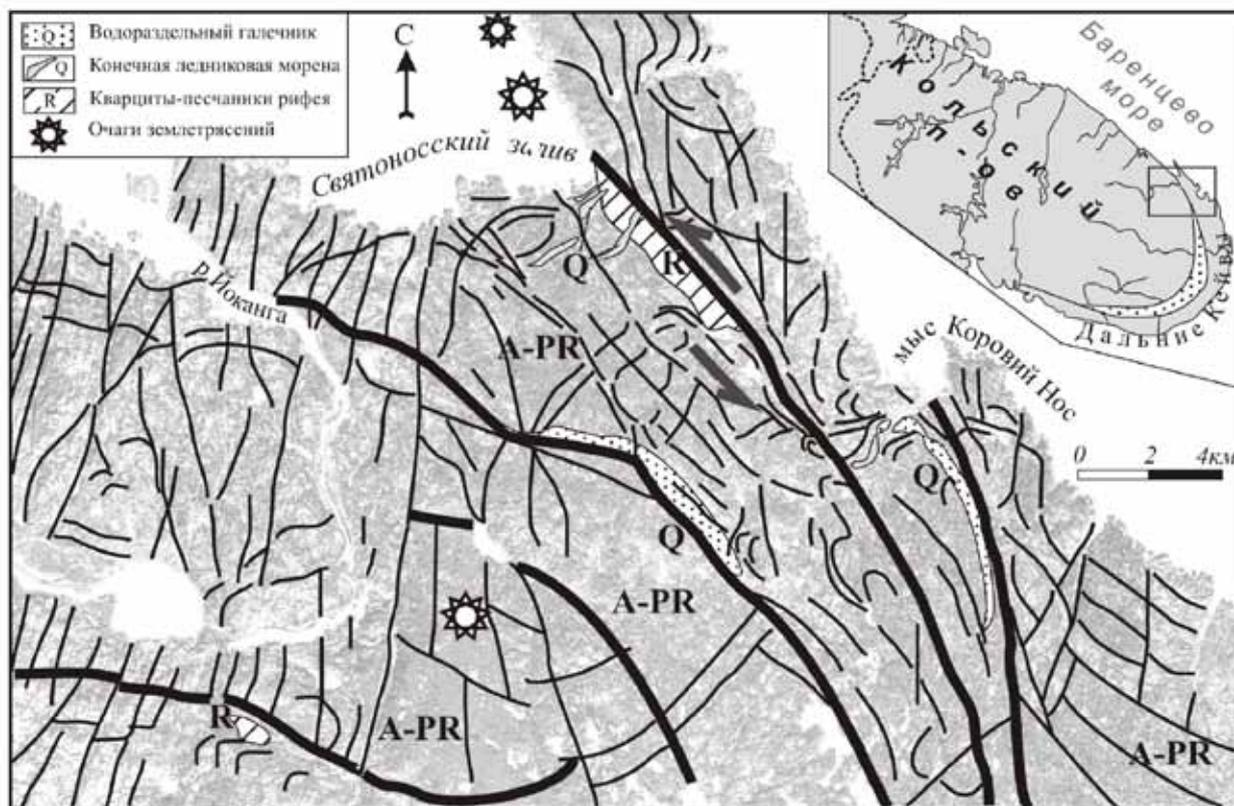 Q Водораздельный галечник
Q Конечная ледниковая морена
R Кварциты-песчаники рифея
Очаги землетрясений
С
Святоносский залив
Баренцево
море
Кольский
п-ов
Дальние Кейвы
р. Йоканга
Q
R
A-PR
мыс Коровий Нос
0 2 4км
Q
Q
A-PR
R
A-PR
A-PR